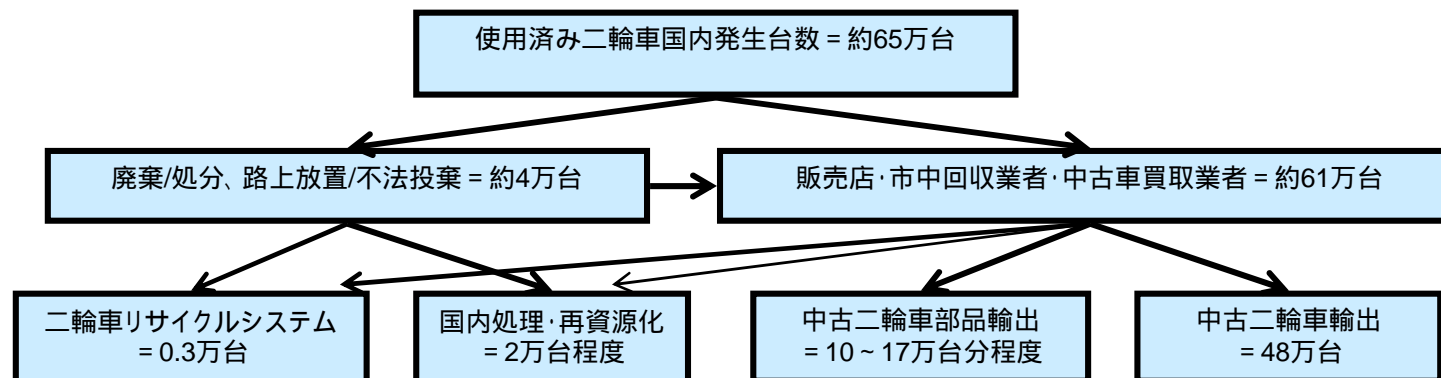 使用済み二輪車国内発生台数 = 約65万台
廃棄/処分、路上放置/不法投棄 = 約4万台
販売店･市中回収業者･中古車買取業者 = 約61万台
二輪車リサイクルシステム
= 0.3万台
国内処理･再資源化
= 2万台程度
中古二輪車部品輸出
= 10 ~ 17万台分程度
中古二輪車輸出
= 48万台